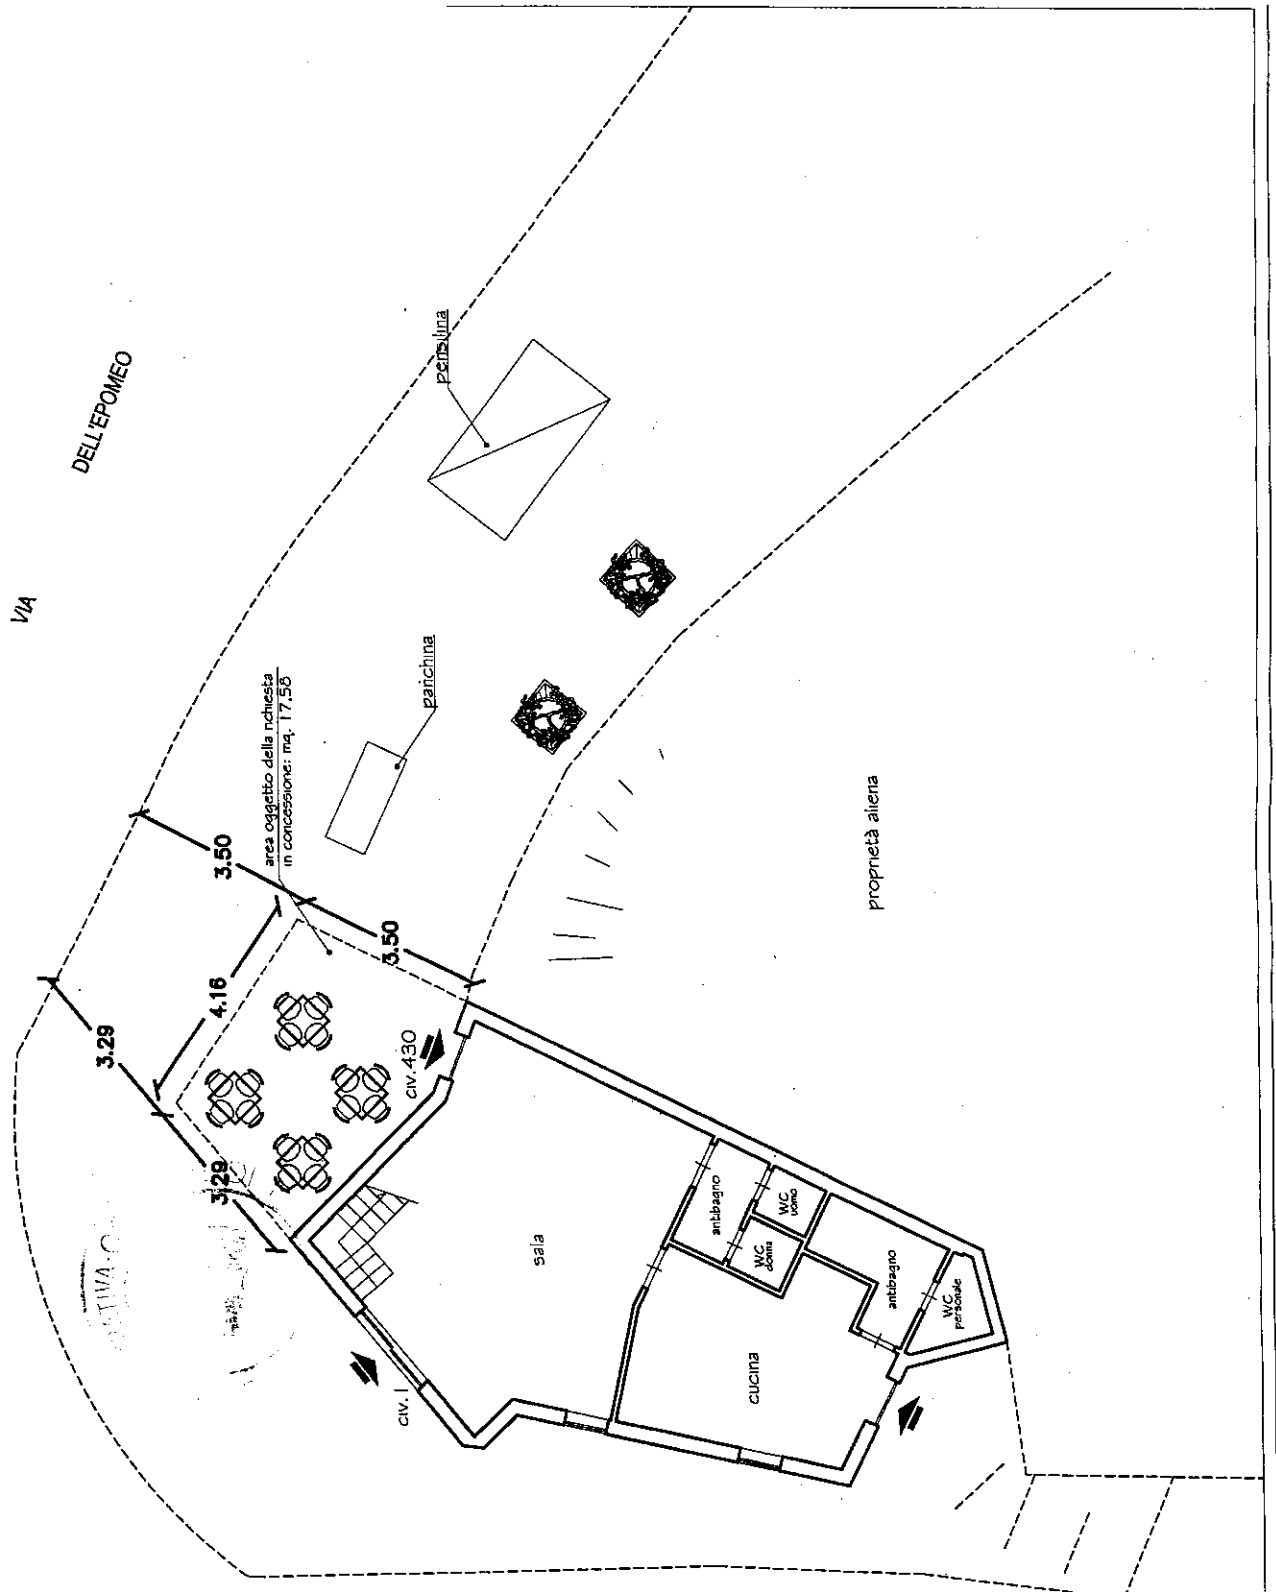 VIA
DELL'EPOMEO
pensilina
panchina
area oggetto della richiesta
in concessione: mq. 17.58
3.50
3.50
4.16
3.29
3.29
civ.430
civ.1
sala
antibagno
WC
uomo
WC
donna
antibagno
WC
personale
cucina
proprietà aliena